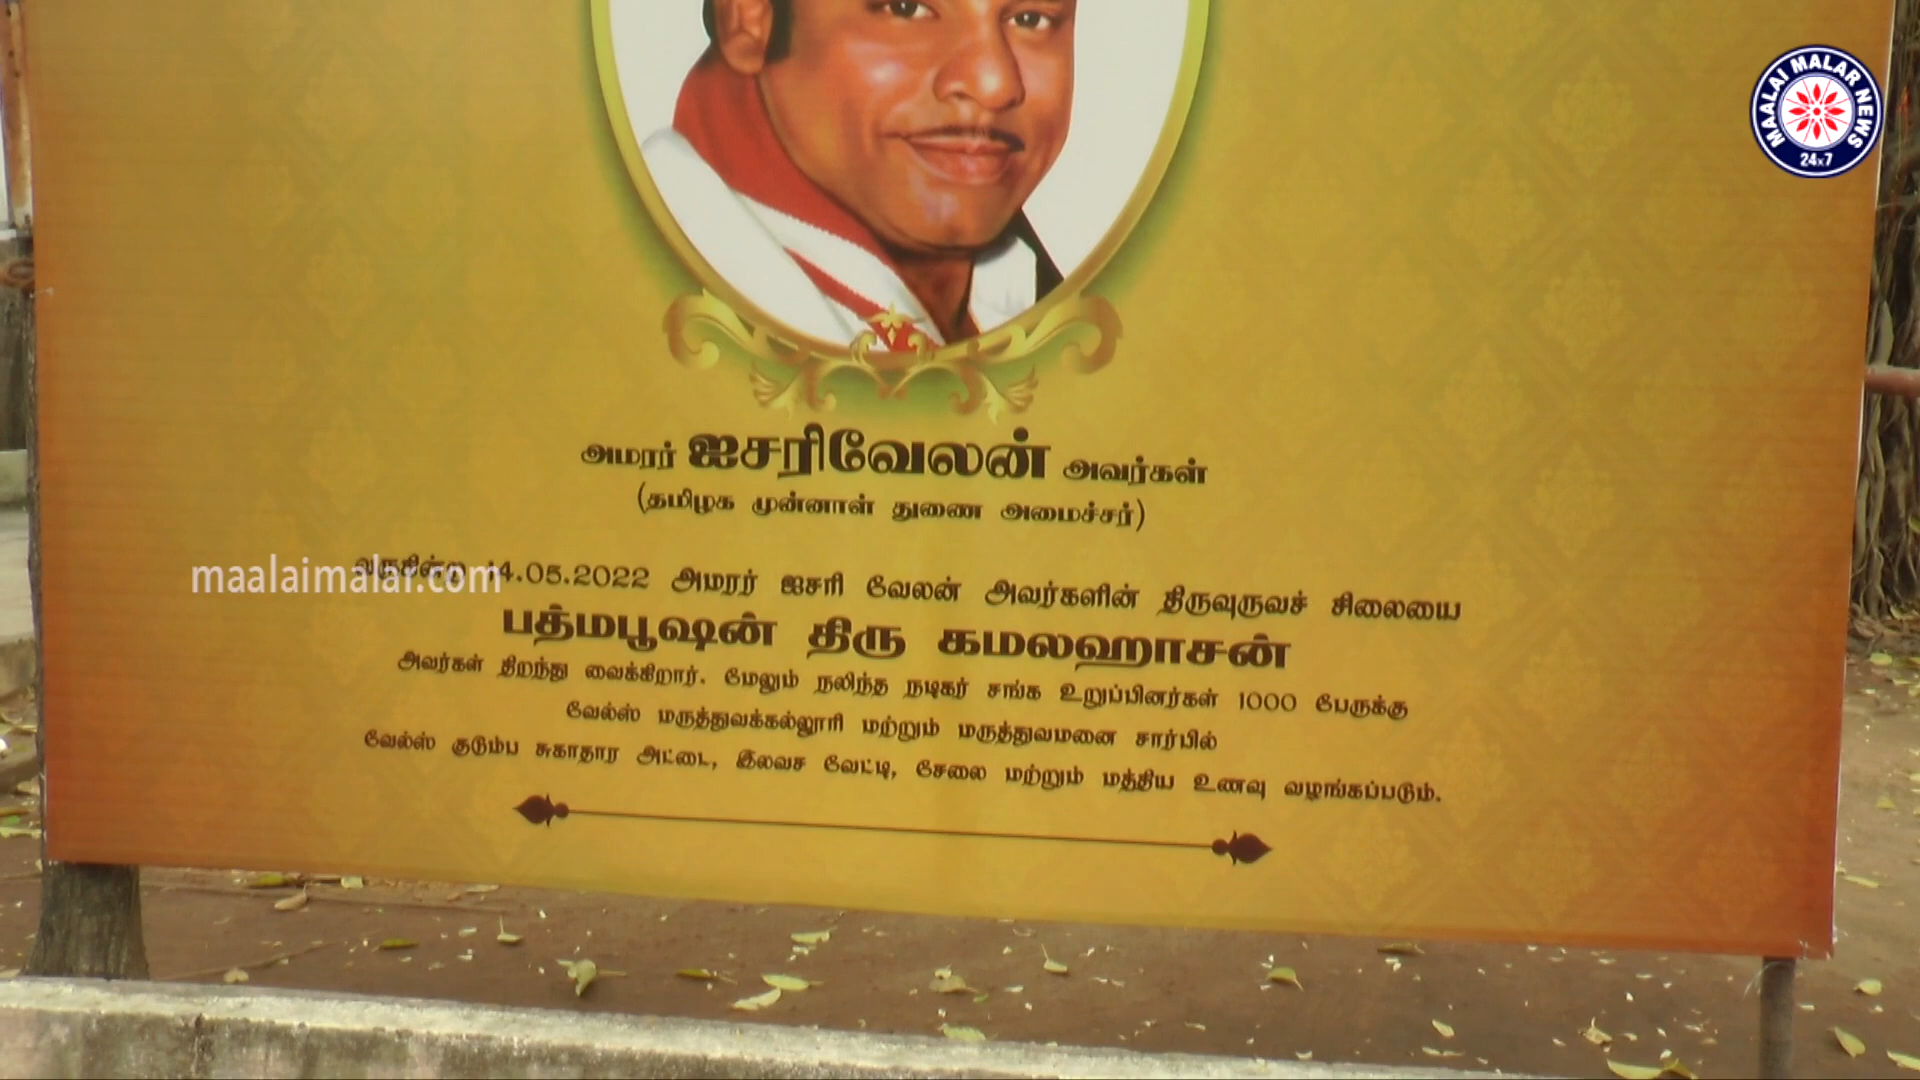 MAALAI MALAR NEWS
24x7
அமரர் ஐசரிவேலன் அவர்கள்
(தமிழக முன்னாள் துணை அமைச்சர்)
maalaimalar.com
வருகின்ற 14.05.2022 அமரர் ஐசரி வேலன் அவர்களின் திருவுருவச் சிலையை
பத்மபூஷன் திரு கமலஹாசன்
அவர்கள் திறந்து வைக்கிறார். மேலும் நலிந்த நடிகர் சங்க உறுப்பினர்கள் 1000 பேருக்கு
வேல்ஸ் மருத்துவக்கல்லூரி மற்றும் மருத்துவமனை சார்பில்
வேல்ஸ் குடும்ப சுகாதார அட்டை, இலவச வேட்டி, சேலை மற்றும் மத்திய உணவு வழங்கப்படும்.